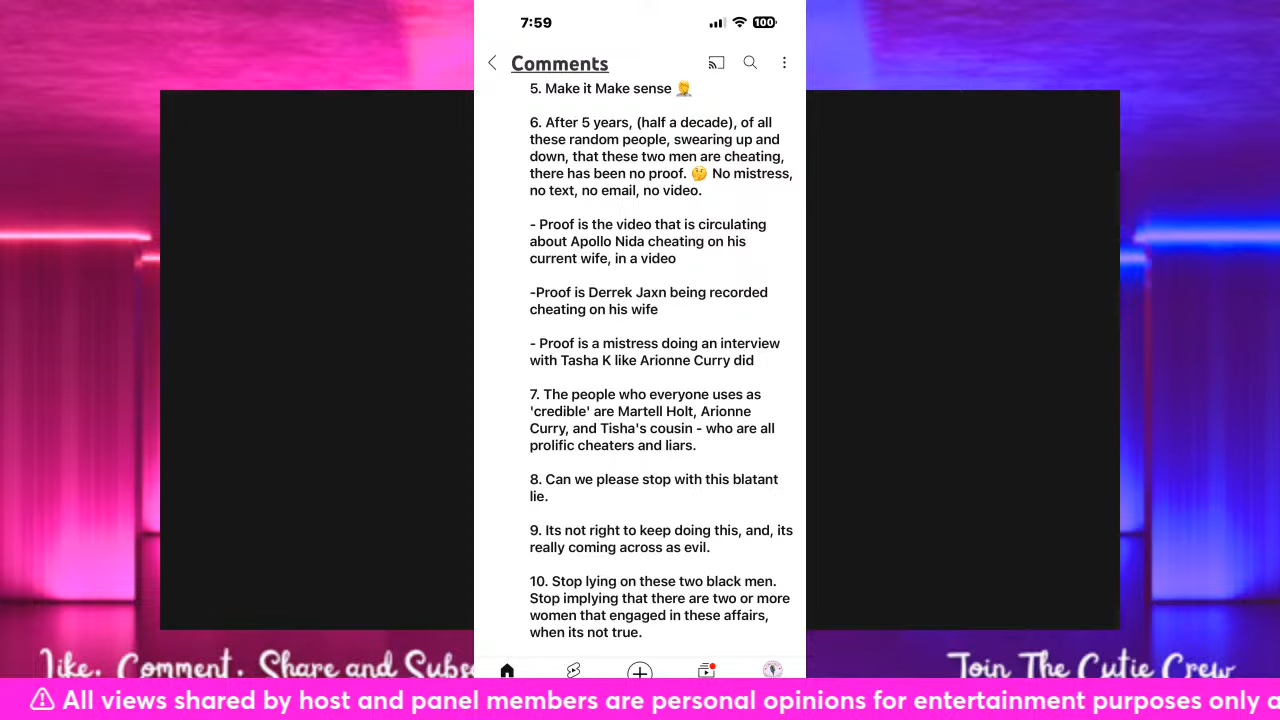 7:59
100
Comments
5. Make it Make sense 🤦
6. After 5 years, (half a decade), of all
these random people, swearing up and
down, that these two men are cheating,
there has been no proof. 🤔 No mistress,
no text, no email, no video.
- Proof is the video that is circulating
about Apollo Nida cheating on his
current wife, in a video
-Proof is Derrek Jaxn being recorded
cheating on his wife
- Proof is a mistress doing an interview
with Tasha K like Arionne Curry did
7. The people who everyone uses as
'credible' are Martell Holt, Arionne
Curry, and Tisha's cousin - who are all
prolific cheaters and liars.
8. Can we please stop with this blatant
lie.
9. Its not right to keep doing this, and, its
really coming across as evil.
10. Stop lying on these two black men.
Stop implying that there are two or more
women that engaged in these affairs,
when its not true.
Like. Comment. Share and Subsc
Join The Cutie Crew
⚠ All views shared by host and panel members are personal opinions for entertainment purposes only